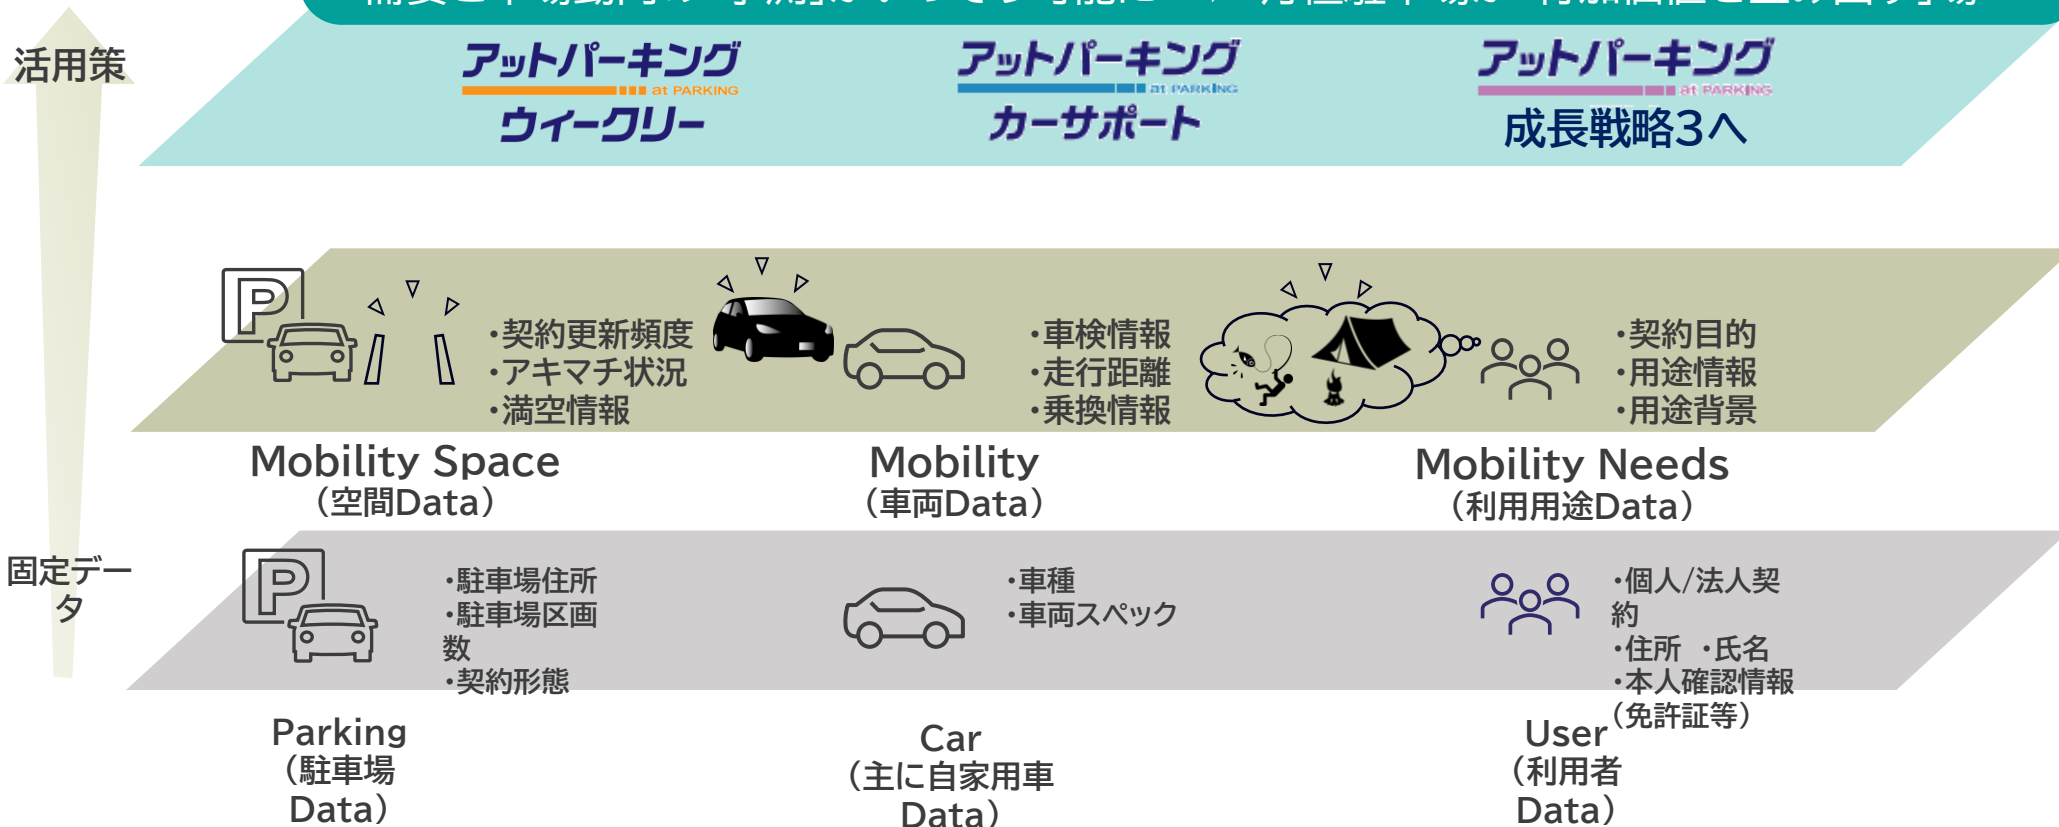 活用策
アットパーキング
at PARKING
ウィークリー
アットパーキング
at PARKING
カーサポート
アットパーキング
at PARKING
成長戦略3へ
P
・契約更新頻度
・アキマチ状況
・満空情報
・車検情報
・走行距離
・乗換情報
・契約目的
・用途情報
・用途背景
Mobility Space
（空間Data）
Mobility
（車両Data）
Mobility Needs
（利用用途Data）
固定デー
タ
P
・駐車場住所
・駐車場区画
数
・契約形態
・車種
・車両スペック
・個人/法人契
約
・住所 ・氏名
・本人確認情報
（免許証等）
Parking
（駐車場
Data）
Car
（主に自家用車
Data）
User
（利用者
Data）